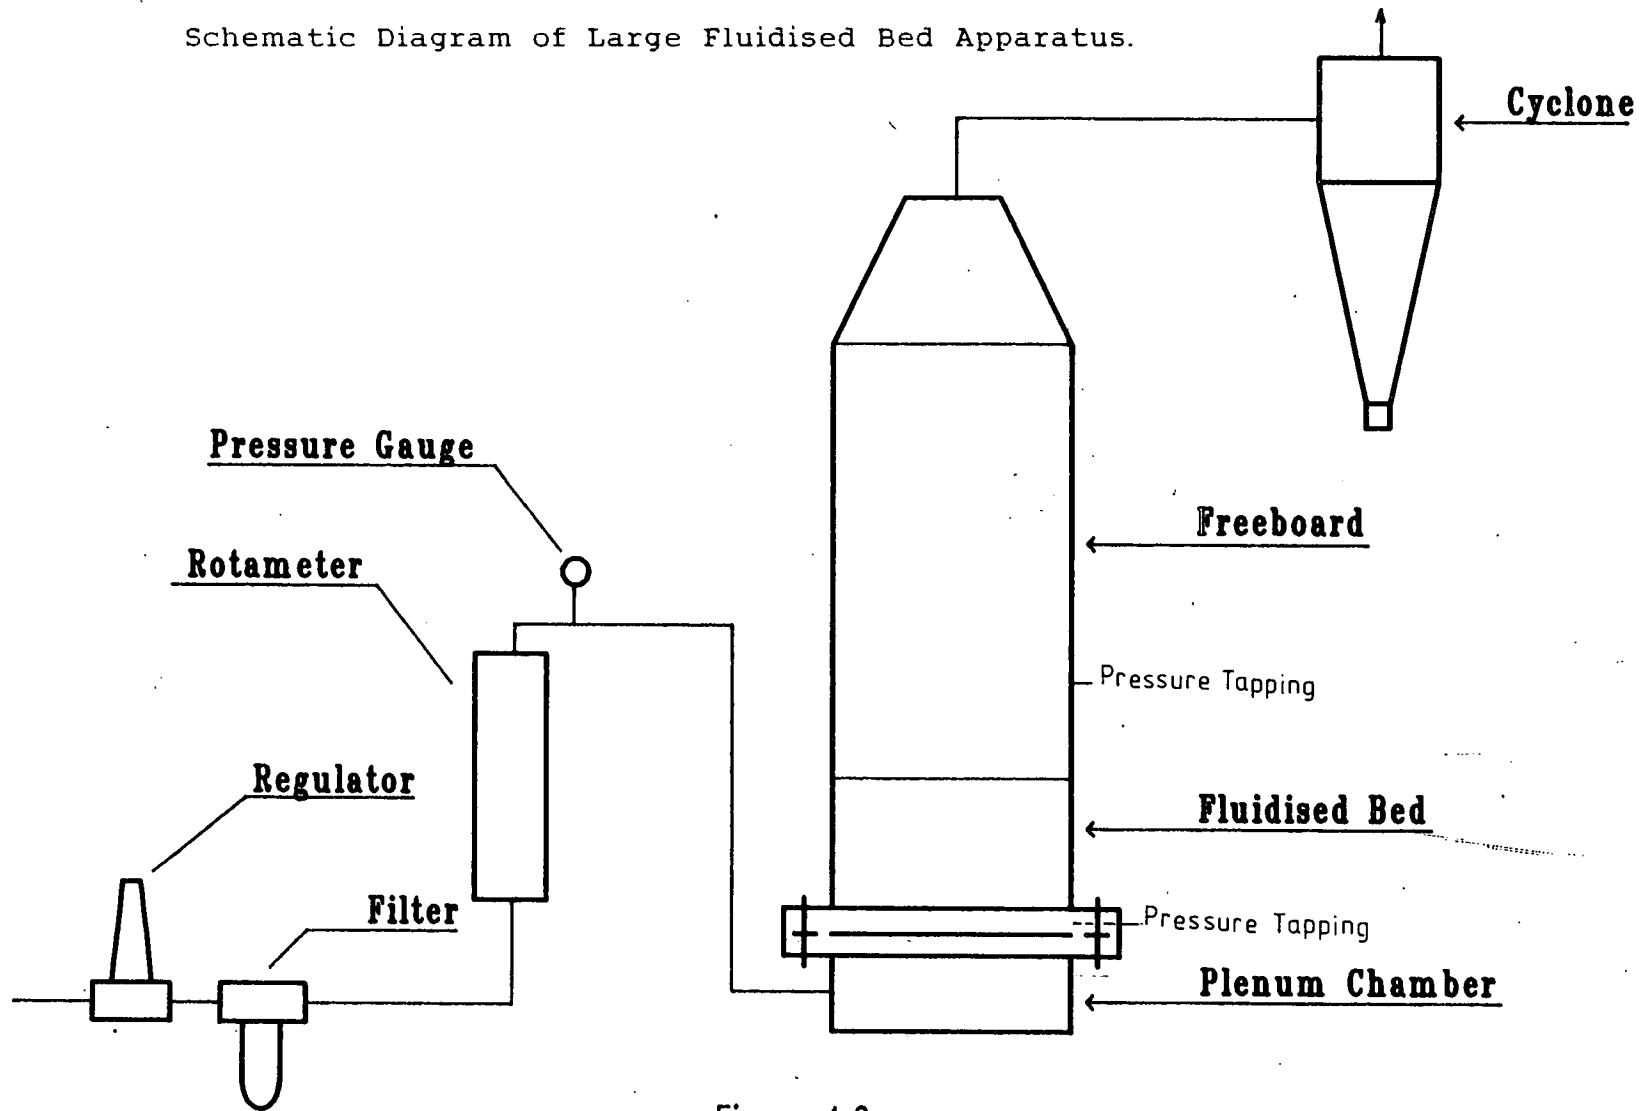 Schematic Diagram of Large Fluidised Bed Apparatus.
Cyclone
Pressure Gauge
Freeboard
Rotameter
Pressure Tapping
Regulator
Fluidised Bed
Filter
Pressure Tapping
Plenum Chamber